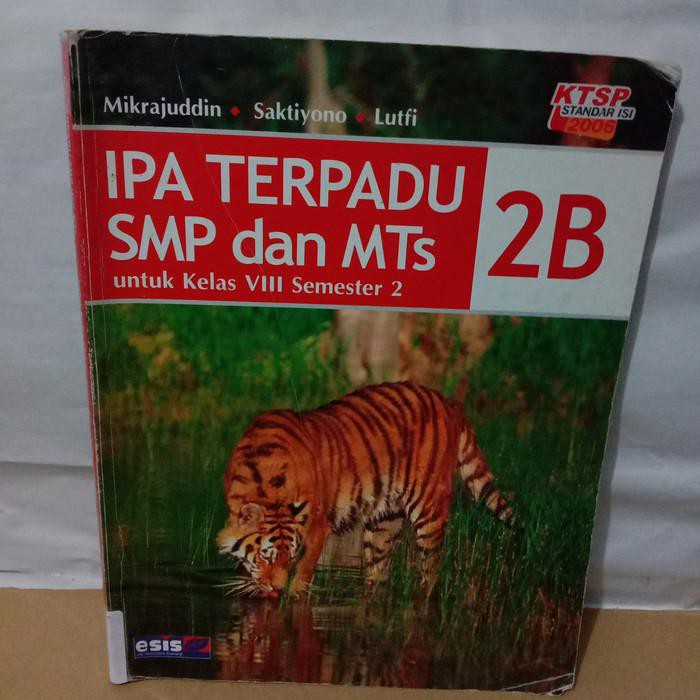 Mikrajuddin ◆ Saktiyono ◆ Lutfi
KTSP
STANDAR ISI
2006
IPA TERPADU
SMP dan MTs
untuk Kelas VIII Semester 2
2B
esis